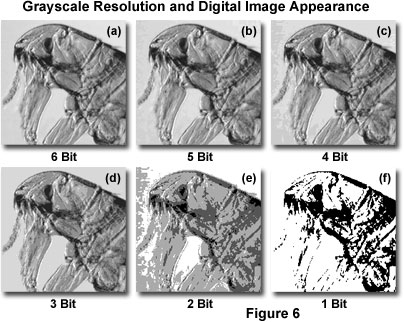 Grayscale Resolution and Digital Image Appearance
(a) (b) (c)
6 Bit 5 Bit 4 Bit
(d) (e) (f)
3 Bit 2 Bit 1 Bit
Figure 6